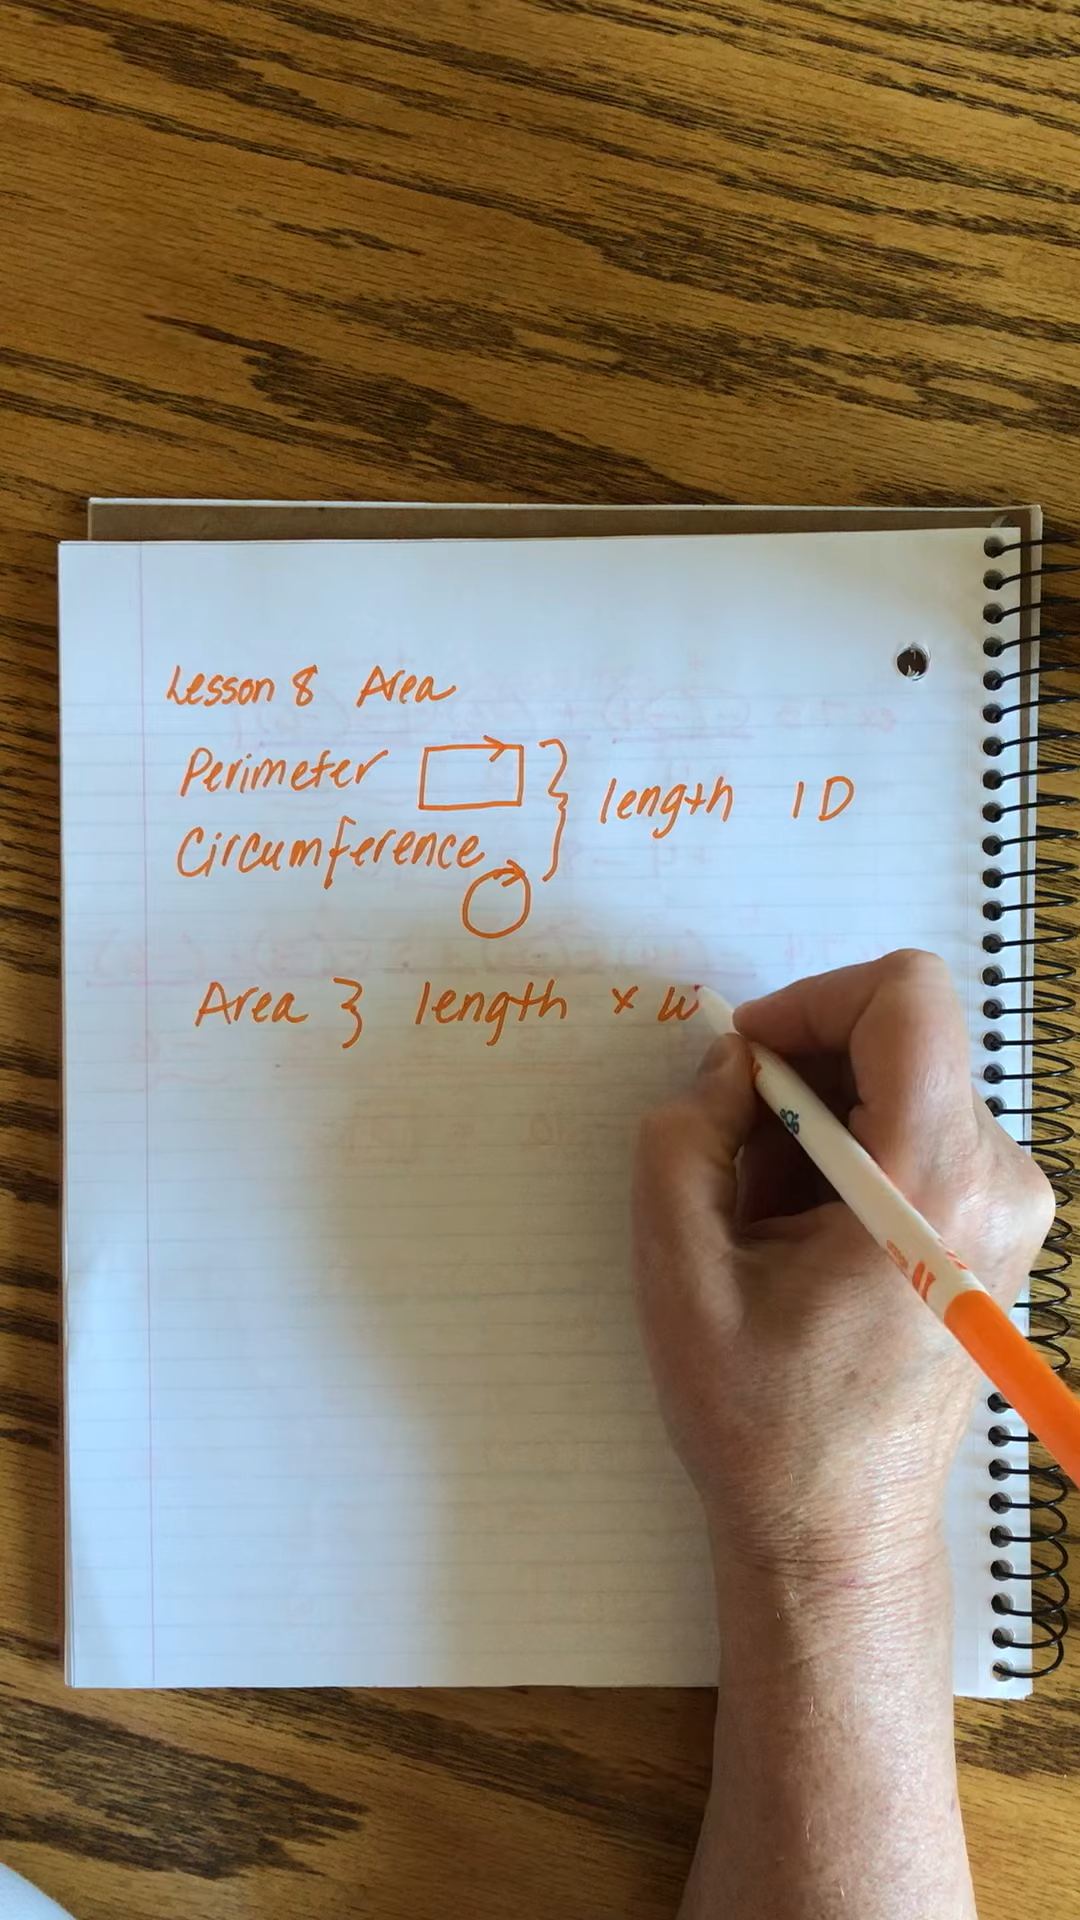 Lesson 8 Area
Perimeter
Circumference
length 1D
Area } length × w